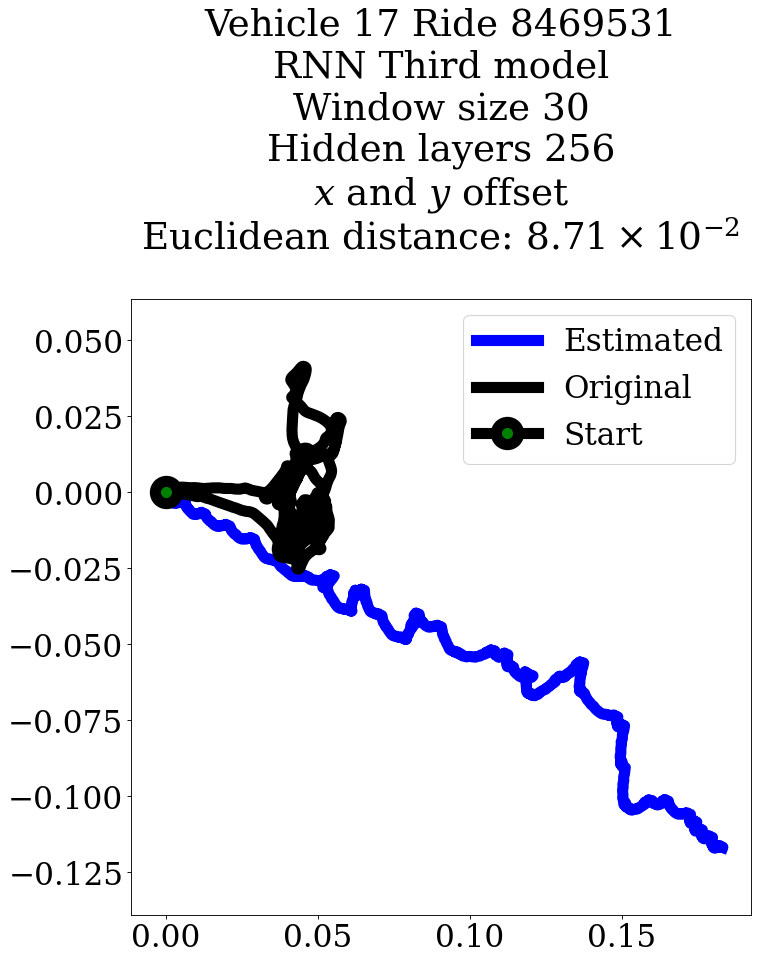 Vehicle 17 Ride 8469531
RNN Third model
Window size 30
Hidden layers 256
x and y offset
Euclidean distance: 8.71 × 10⁻²
Estimated
Original
Start
0.050
0.025
0.000
−0.025
−0.050
−0.075
−0.100
−0.125
0.00 0.05 0.10 0.15